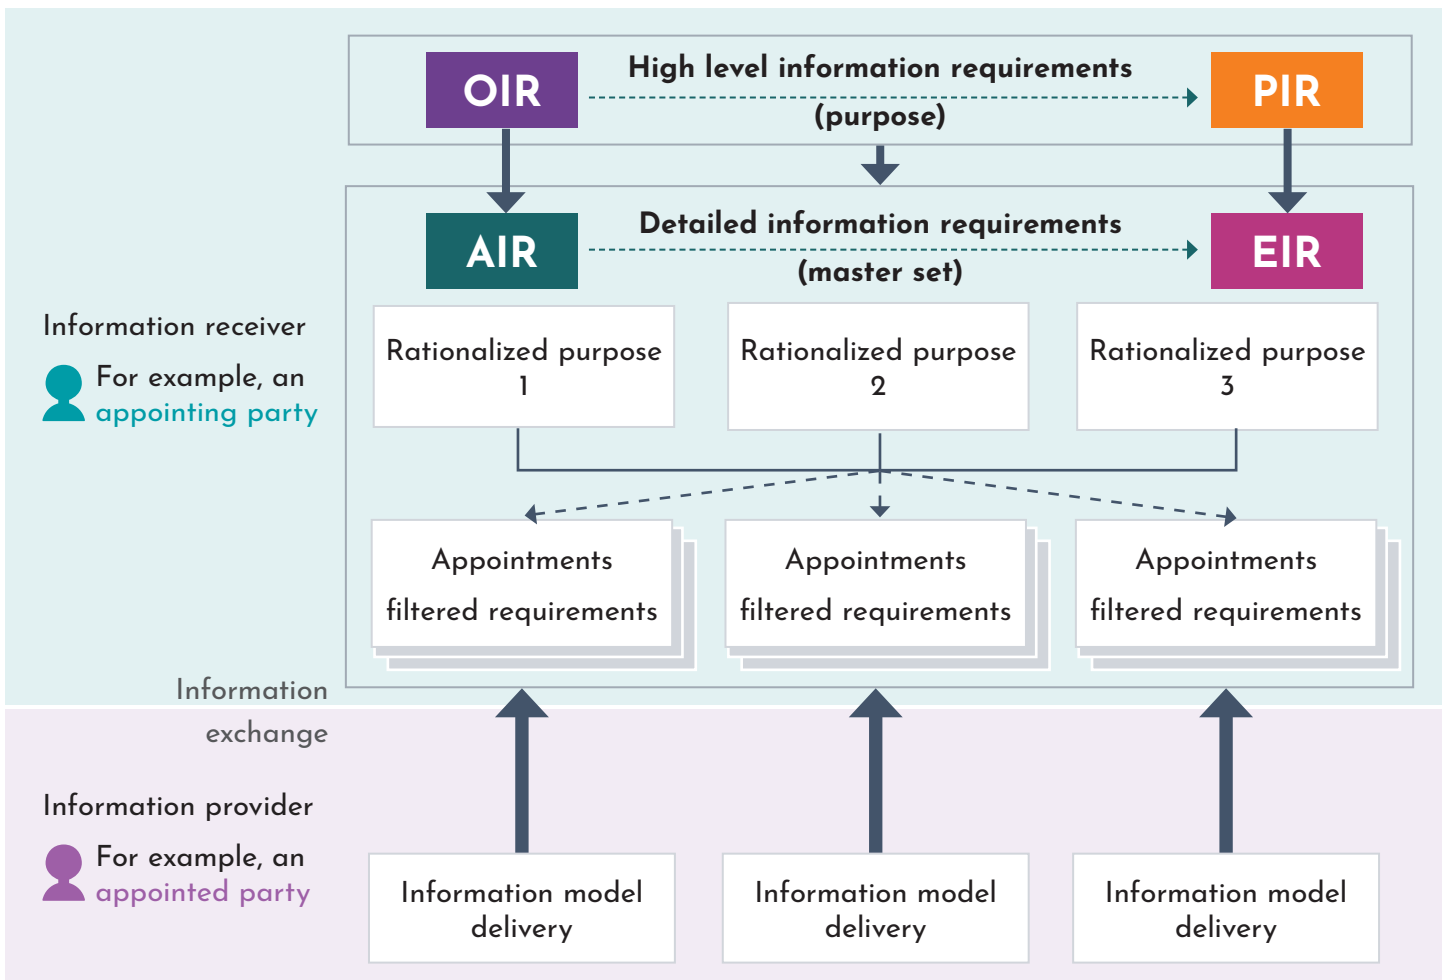 OIR
High level information requirements
(purpose)
PIR
AIR
Detailed information requirements
(master set)
EIR
Information receiver
For example, an
appointing party
Rationalized purpose
1
Rationalized purpose
2
Rationalized purpose
3
Appointments
filtered requirements
Appointments
filtered requirements
Appointments
filtered requirements
Information
exchange
Information provider
For example, an
appointed party
Information model
delivery
Information model
delivery
Information model
delivery